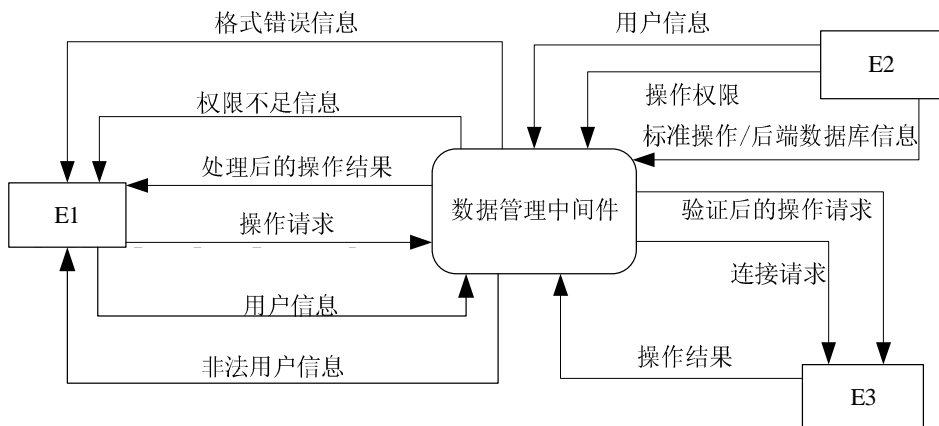 格式错误信息
用户信息
E2
权限不足信息
操作权限
标准操作/后端数据库信息
处理后的操作结果
E1
数据管理中间件
验证后的操作请求
操作请求
连接请求
用户信息
非法用户信息
操作结果
E3